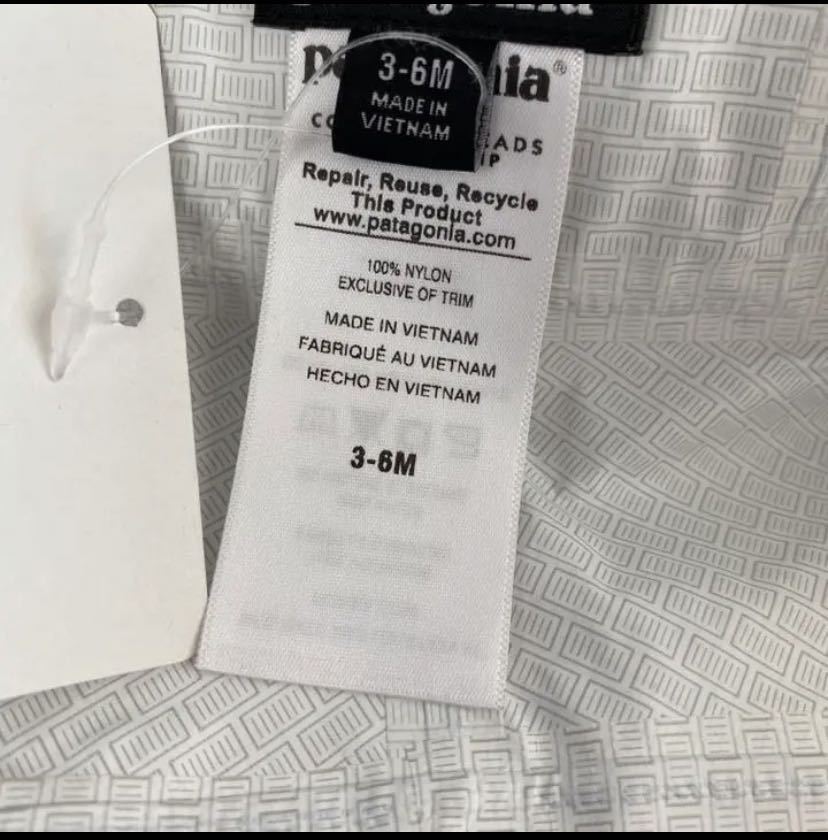 3-6M
MADE IN
VIETNAM
Repair, Reuse, Recycle
This Product
www.patagonia.com
100% NYLON
EXCLUSIVE OF TRIM
MADE IN VIETNAM
FABRIQUÉ AU VIETNAM
HECHO EN VIETNAM
3-6M